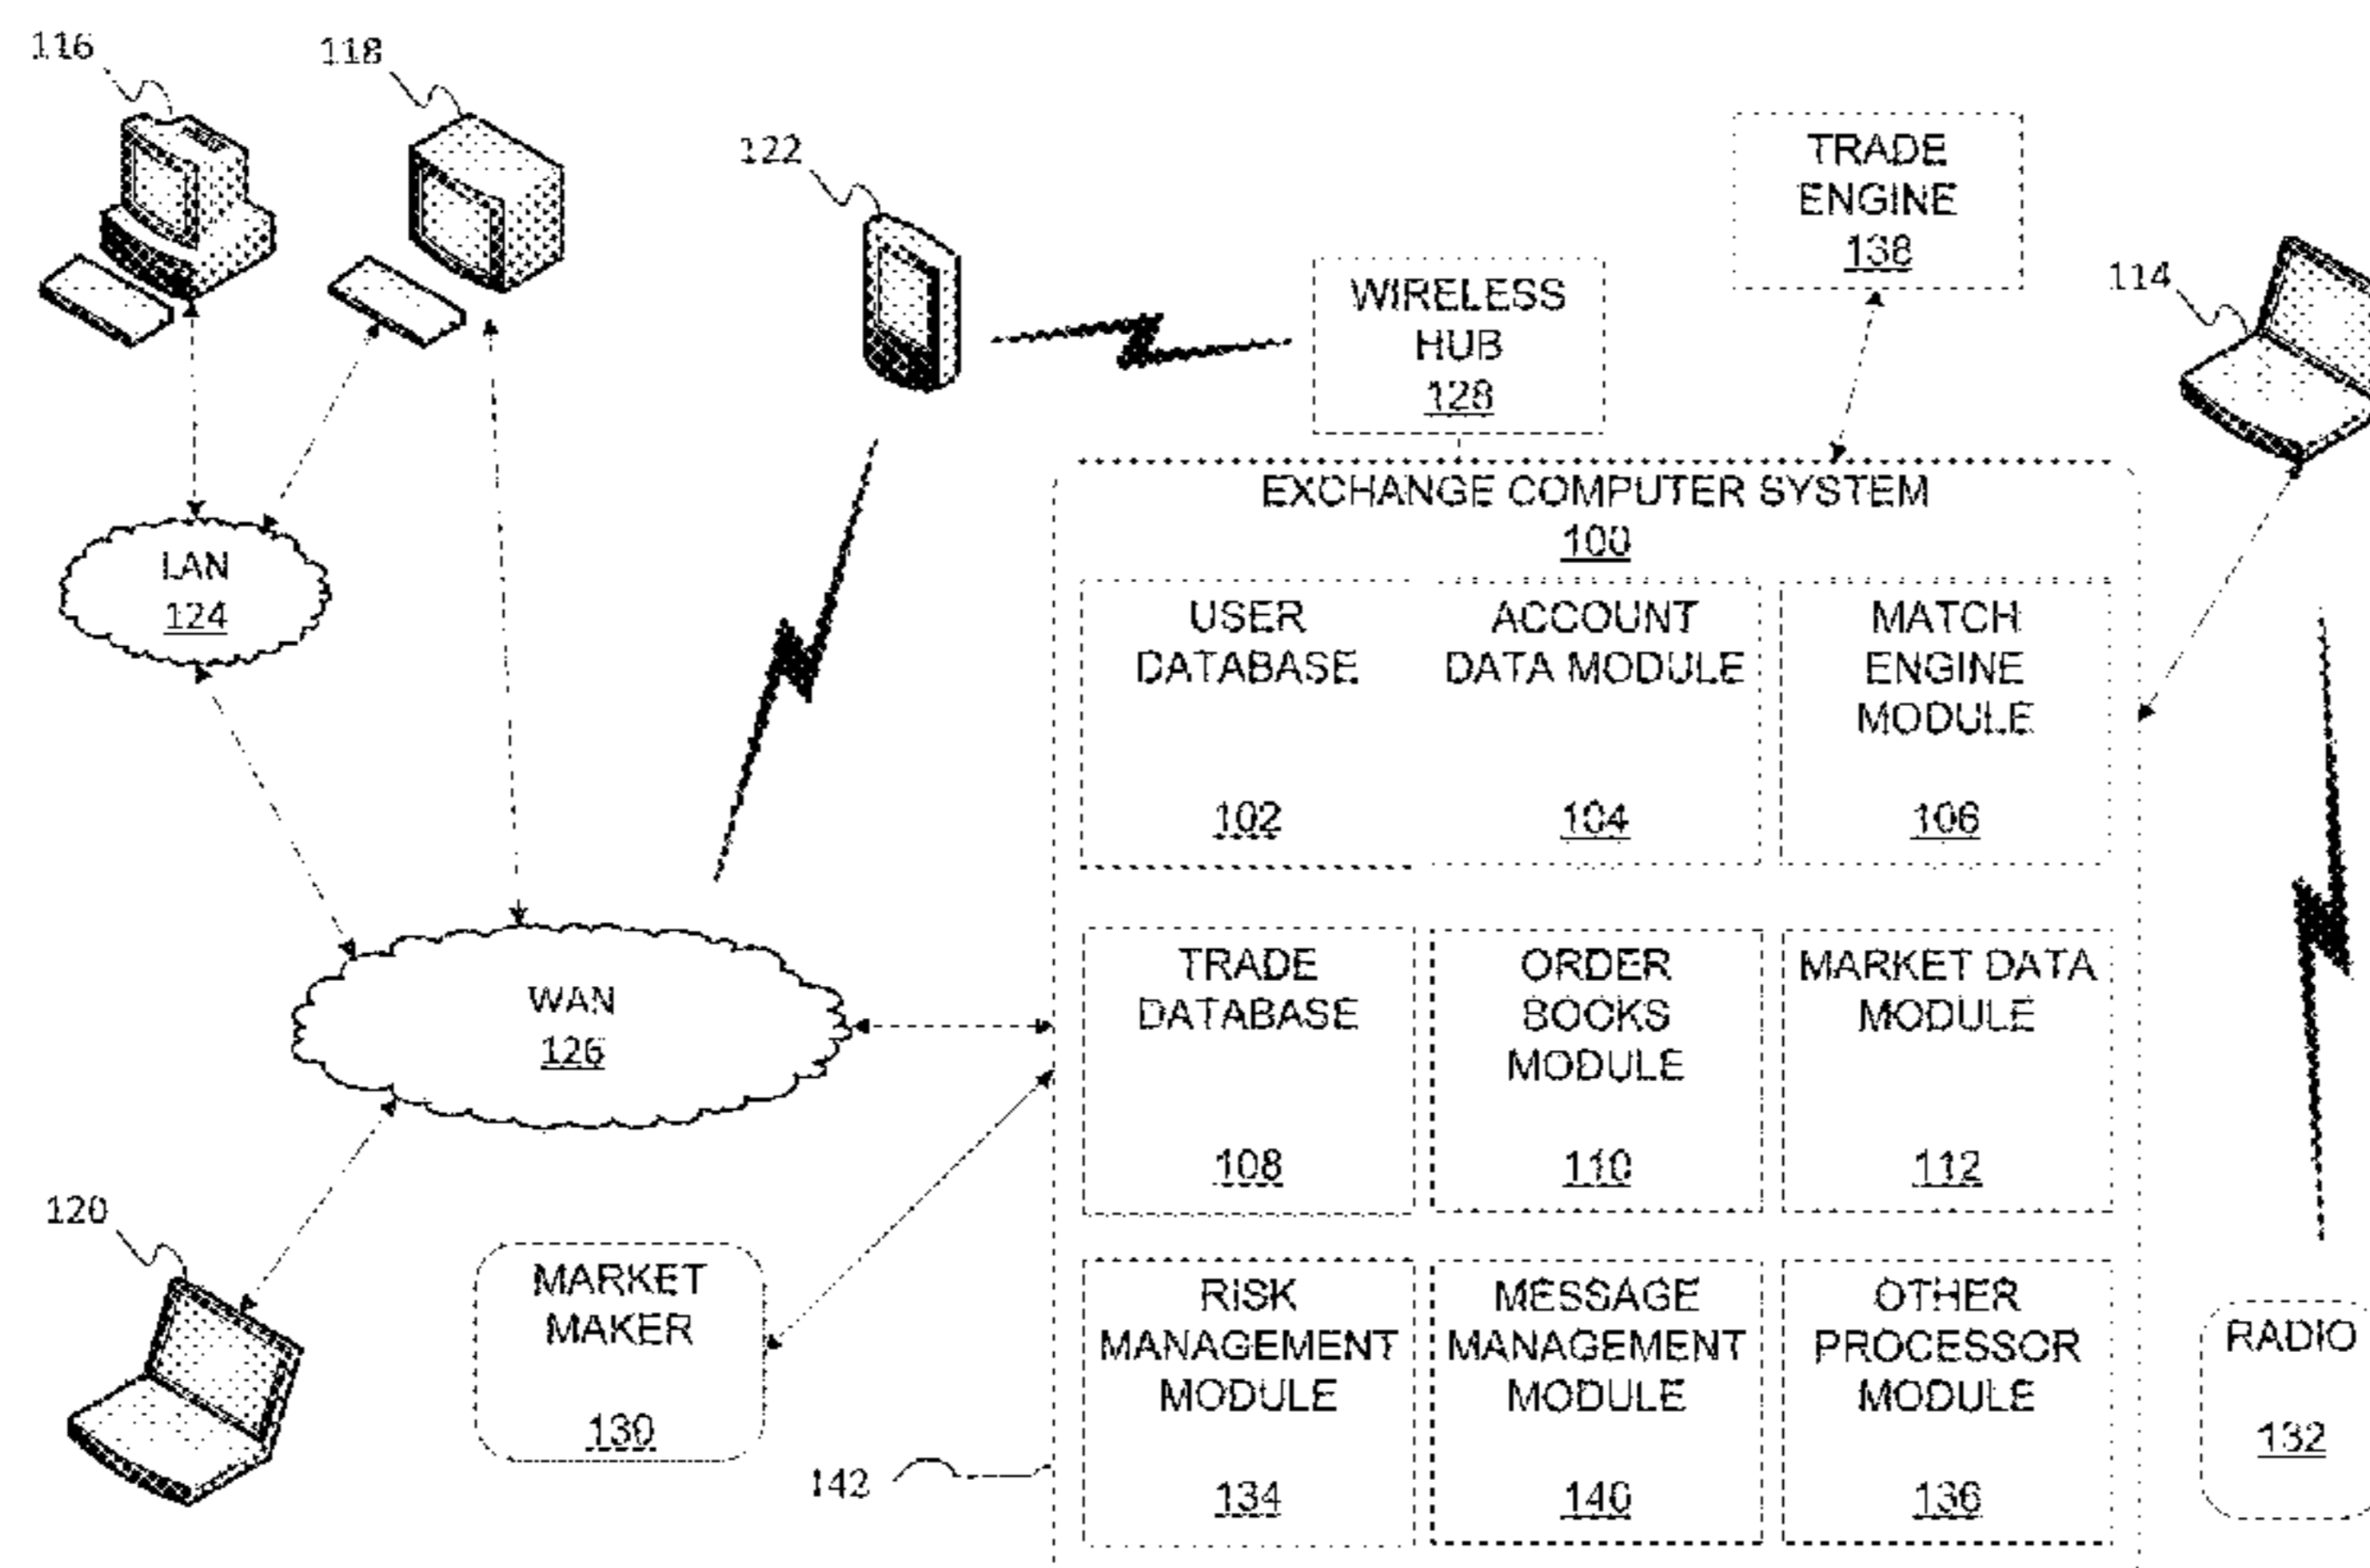 116
118
122
TRADE
ENGINE
138
114
WIRELESS
HUB
128
EXCHANGE COMPUTER SYSTEM
100
LAN
124
USER
DATABASE
102
ACCOUNT
DATA MODULE
104
MATCH
ENGINE
MODULE
106
WAN
126
TRADE
DATABASE
108
ORDER
BOOKS
MODULE
110
MARKET DATA
MODULE
112
120
MARKET
MAKER
130
142
RISK
MANAGEMENT
MODULE
134
MESSAGE
MANAGEMENT
MODULE
140
OTHER
PROCESSOR
MODULE
136
RADIO
132